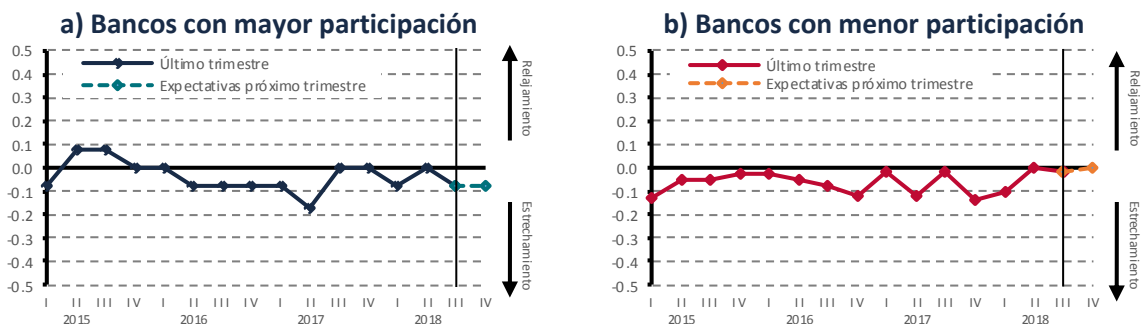 a) Bancos con mayor participación
0.5
0.4
0.3
0.2
0.1
0.0
-0.1
-0.2
-0.3
-0.4
-0.5
Último trimestre
Expectativas próximo trimestre
I II III IV I II III IV I II III IV I II III IV
2015 2016 2017 2018
Relajamiento
Estrechamiento
b) Bancos con menor participación
0.5
0.4
0.3
0.2
0.1
0.0
-0.1
-0.2
-0.3
-0.4
-0.5
Último trimestre
Expectativas próximo trimestre
I II III IV I II III IV I II III IV I II III IV
2015 2016 2017 2018
Relajamiento
Estrechamiento